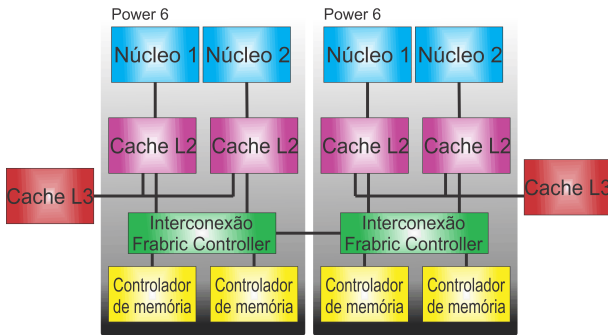 Power 6
Power 6
Núcleo 1
Núcleo 2
Núcleo 1
Núcleo 2
Cache L2
Cache L2
Cache L2
Cache L2
Cache L3
Cache L3
Interconexão
Frabric Controller
Interconexão
Frabric Controller
Controlador
de memória
Controlador
de memória
Controlador
de memória
Controlador
de memória